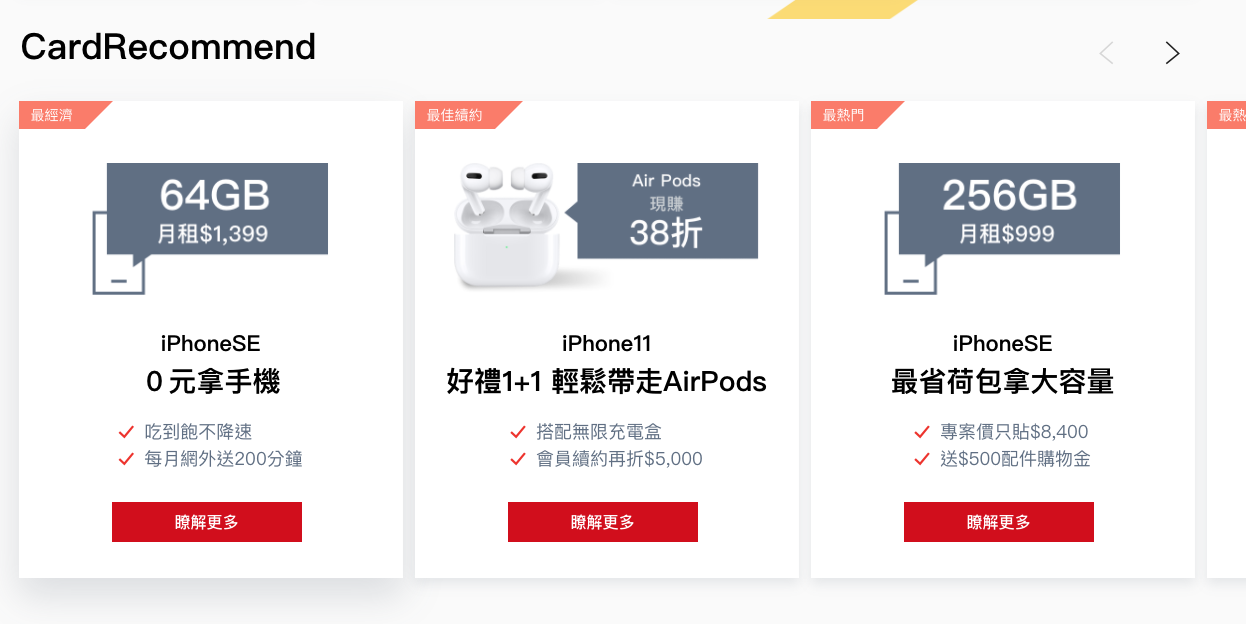 CardRecommend
最經濟
64GB
月租$1,399
iPhoneSE
0 元拿手機
吃到飽不降速
每月網外送200分鐘
瞭解更多
最佳續約
Air Pods
現賺
38折
iPhone11
好禮1+1 輕鬆帶走AirPods
搭配無限充電盒
會員續約再折$5,000
瞭解更多
最熱門
256GB
月租$999
iPhoneSE
最省荷包拿大容量
專案價只貼$8,400
送$500配件購物金
瞭解更多
最熱